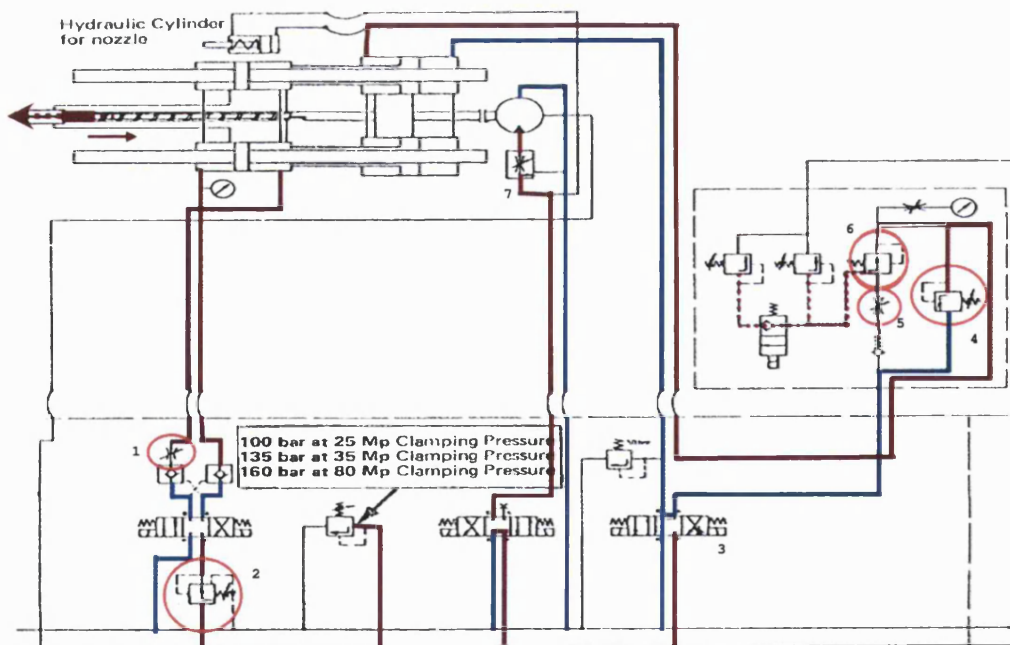 Hydraulic Cylinder
for nozzle
7
6
5
4
1
100 bar at 25 Mp Clamping Pressure
135 bar at 35 Mp Clamping Pressure
160 bar at 80 Mp Clamping Pressure
3
2